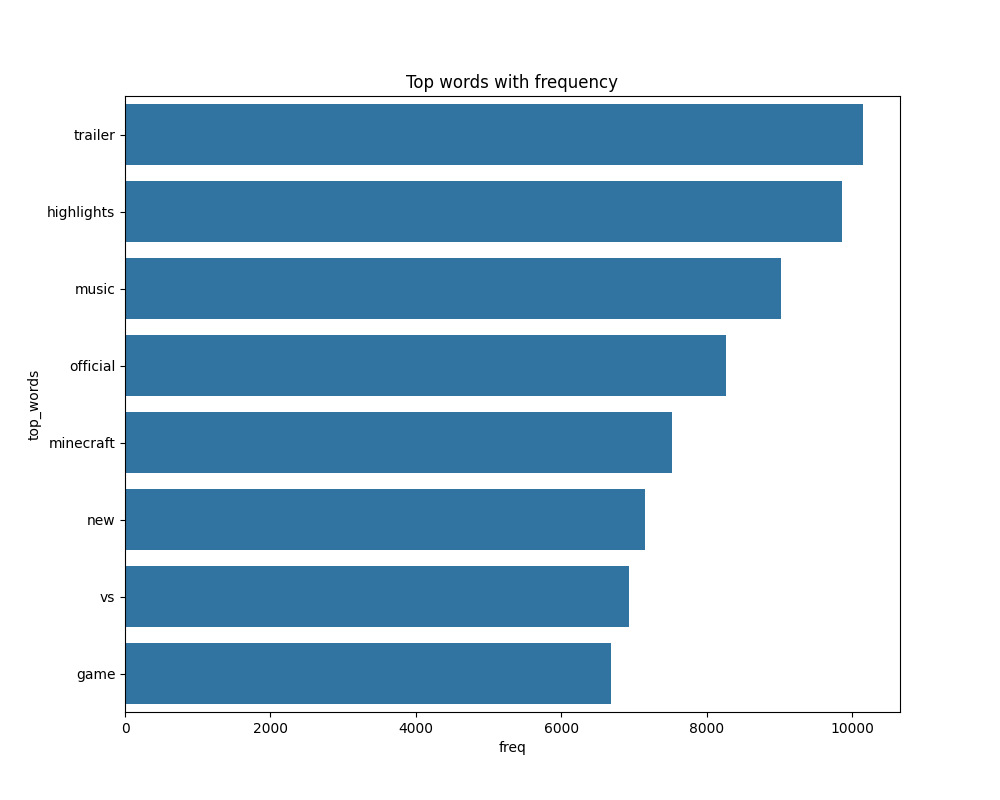 Top words with frequency
top_words
trailer
highlights
music
official
minecraft
new
vs
game
0 2000 4000 6000 8000 10000
freq